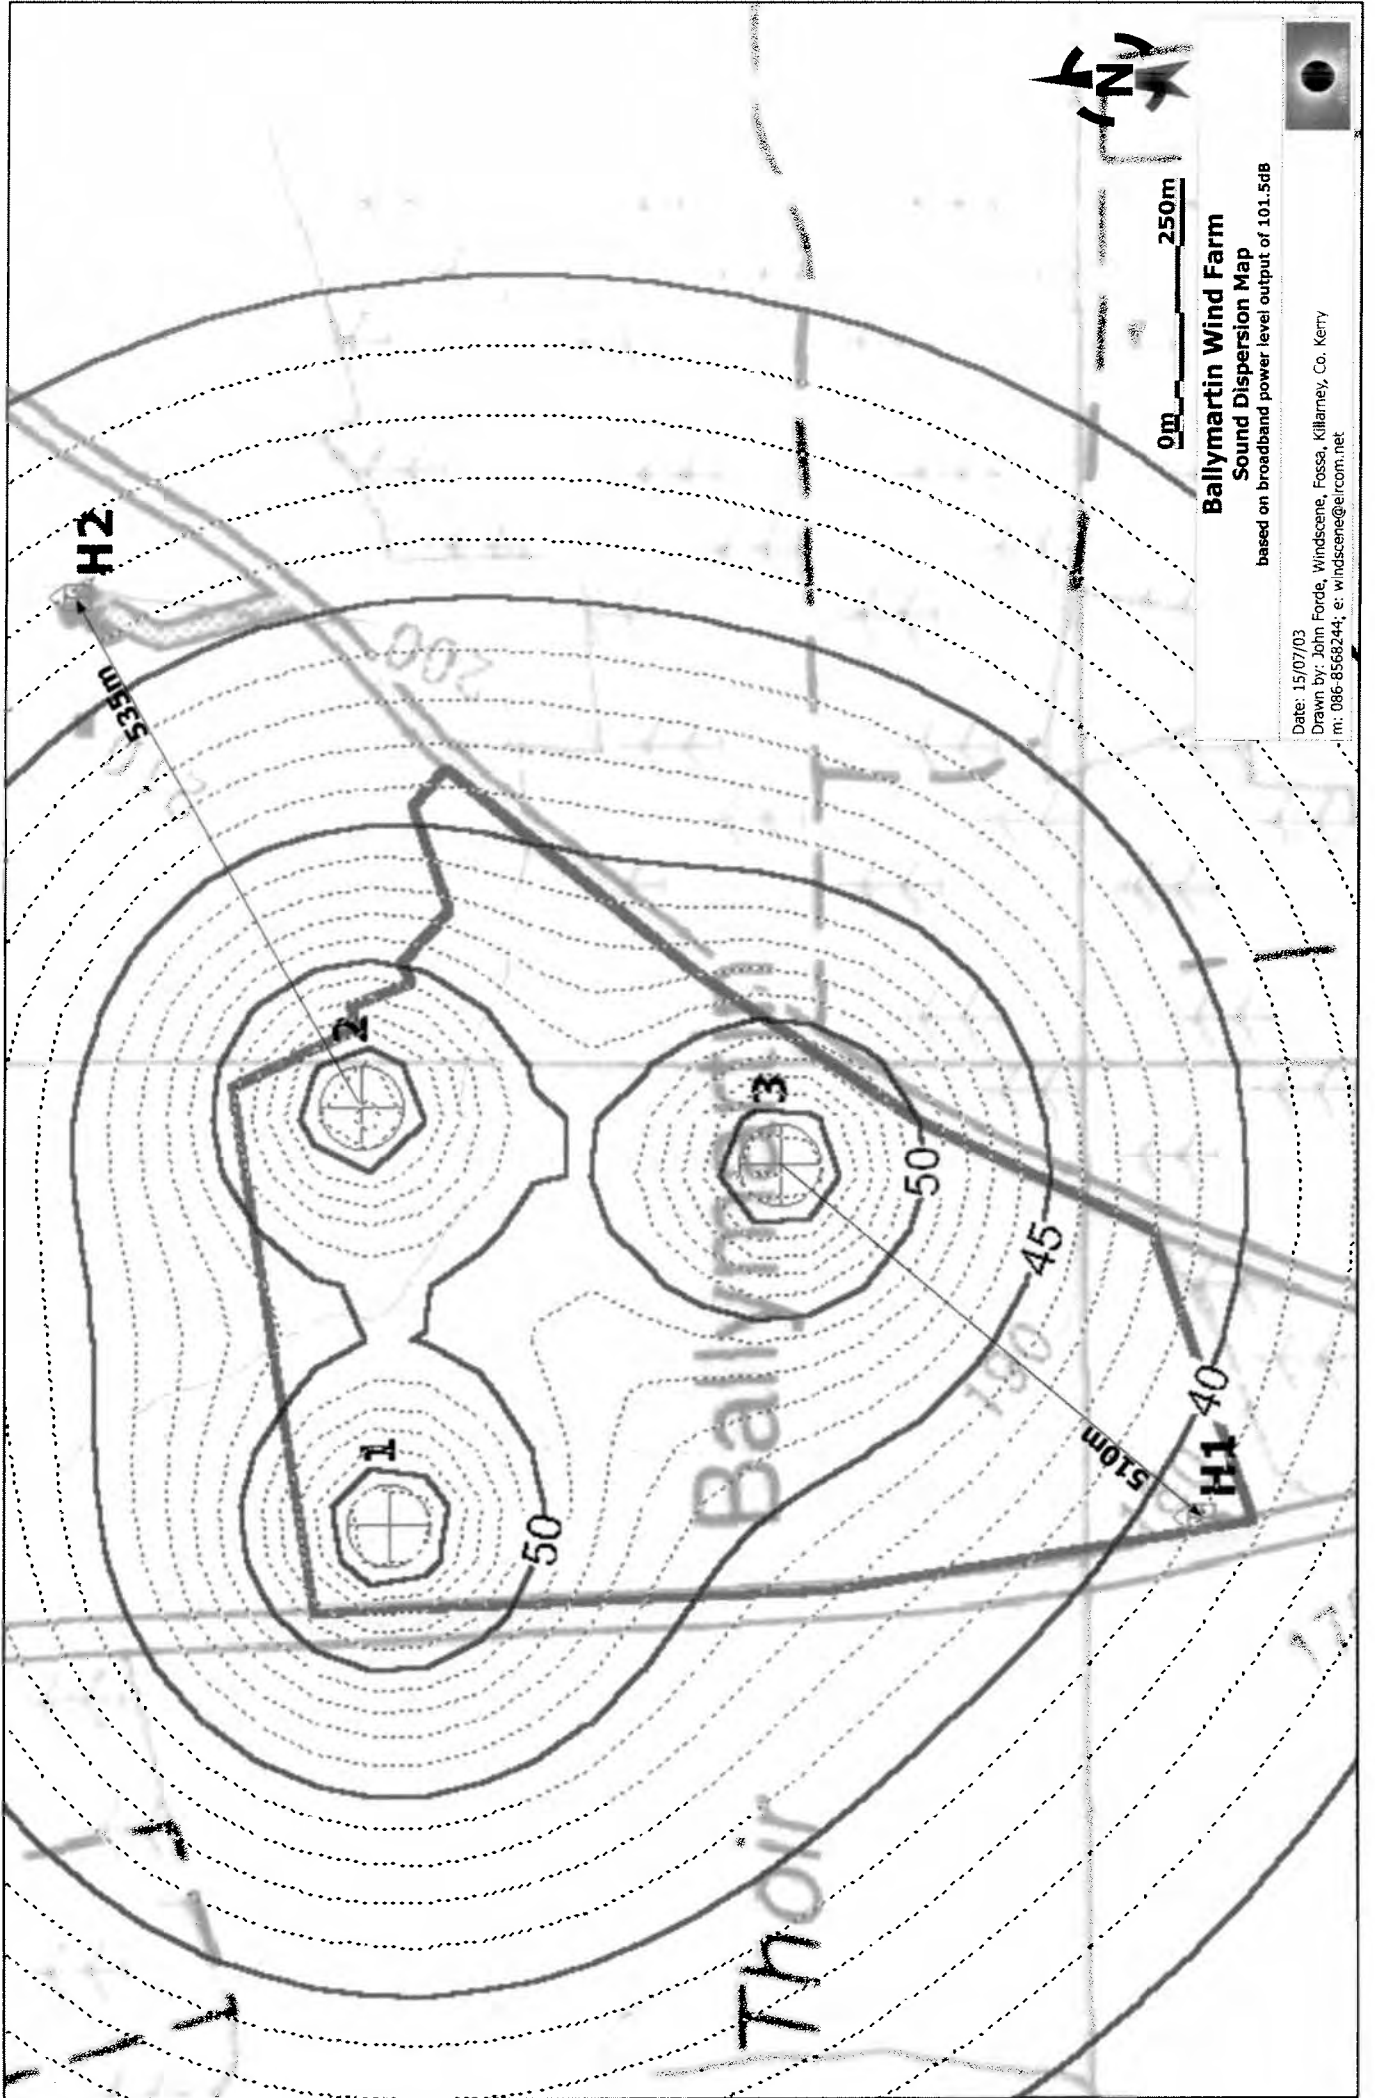 H2
535m
200
2
1
3
Ballymartin
50
50
45
190
40
510m
H1
Thoir
N
0m 250m
Ballymartin Wind Farm
Sound Dispersion Map
based on broadband power level output of 101.5dB
Date: 15/07/03
Drawn by: John Forde, Windscene, Fossa, Killarney, Co. Kerry
m: 086-8568244; e: windscene@eircom.net